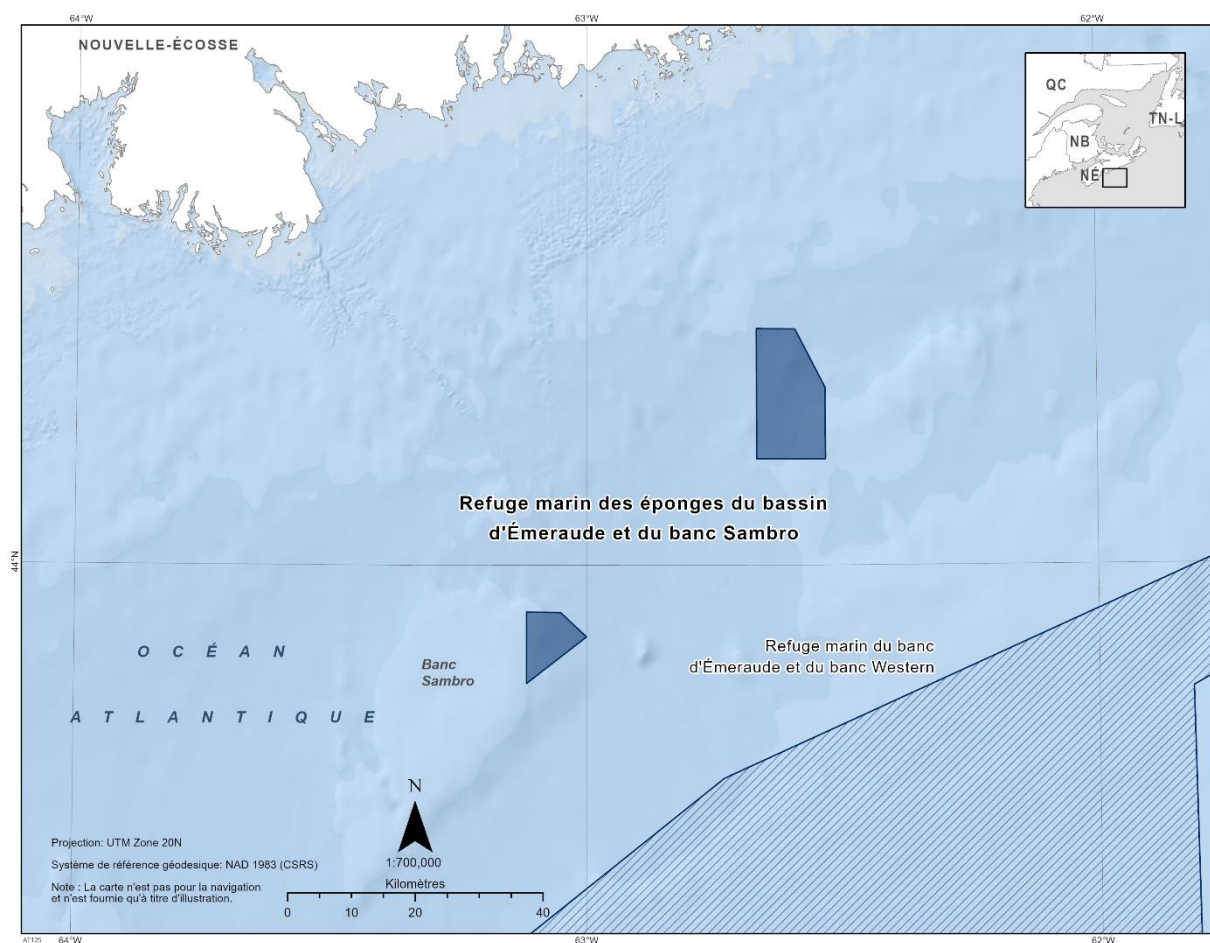 64°W
63°W
62°W
NOUVELLE-ÉCOSSE
QC
TN-L
NB
NÉ
Refuge marin des éponges du bassin
d'Émeraude et du banc Sambro
44°N
Refuge marin du banc
d'Émeraude et du banc Western
OCÉAN
ATLANTIQUE
Banc
Sambro
N
1:700,000
Kilomètres
0 10 20 40
Projection: UTM Zone 20N
Système de référence géodesique: NAD 1983 (CSRS)
Note : La carte n'est pas pour la navigation
et n'est fournie qu'à titre d'illustration.
AT125
64°W
63°W
62°W